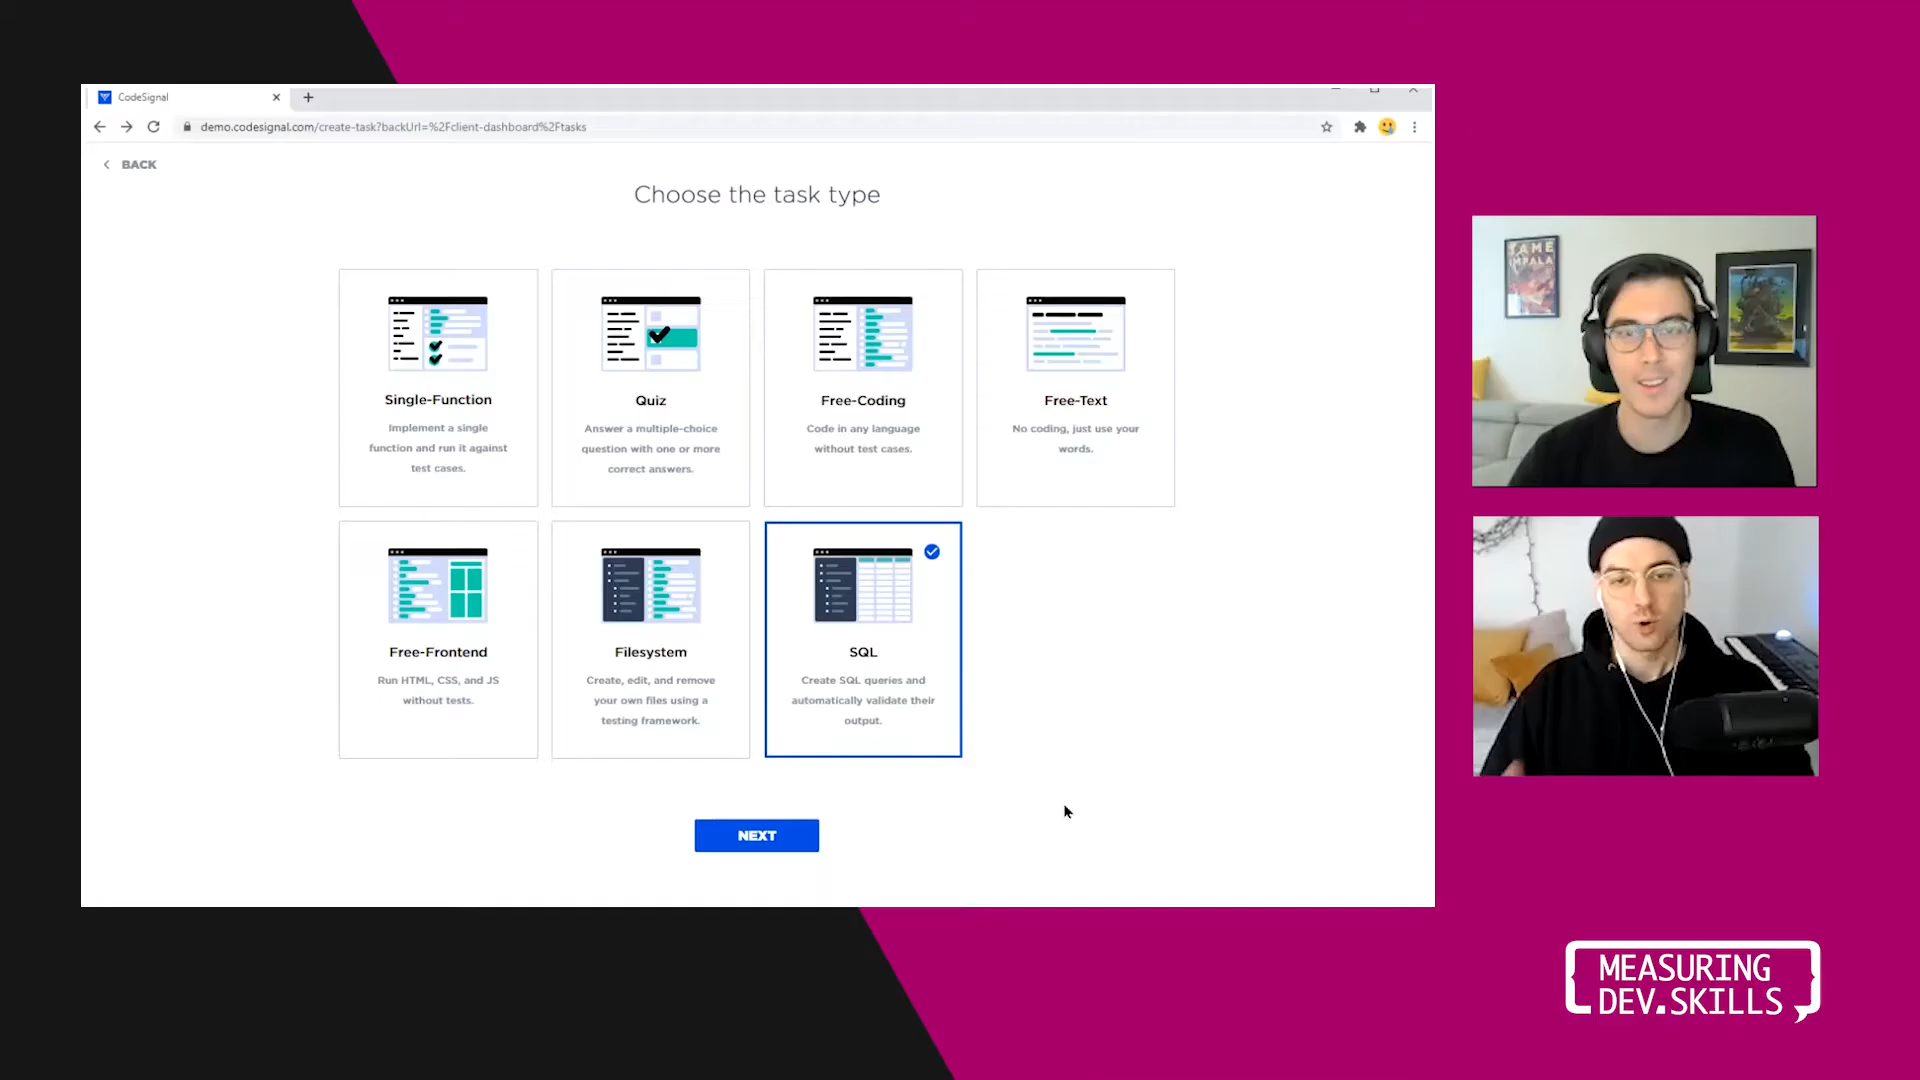 CodeSignal
demo.codesignal.com/create-task?backUrl=%2Fclient-dashboard%2Ftasks
BACK
Choose the task type
Single-Function
Implement a single
function and run it against
test cases.
Quiz
Answer a multiple-choice
question with one or more
correct answers.
Free-Coding
Code in any language
without test cases.
Free-Text
No coding, just use your
words.
Free-Frontend
Run HTML, CSS, and JS
without tests.
Filesystem
Create, edit, and remove
your own files using a
testing framework.
SQL
Create SQL queries and
automatically validate their
output.
NEXT
TAME
IMPALA
MEASURING
DEV.SKILLS